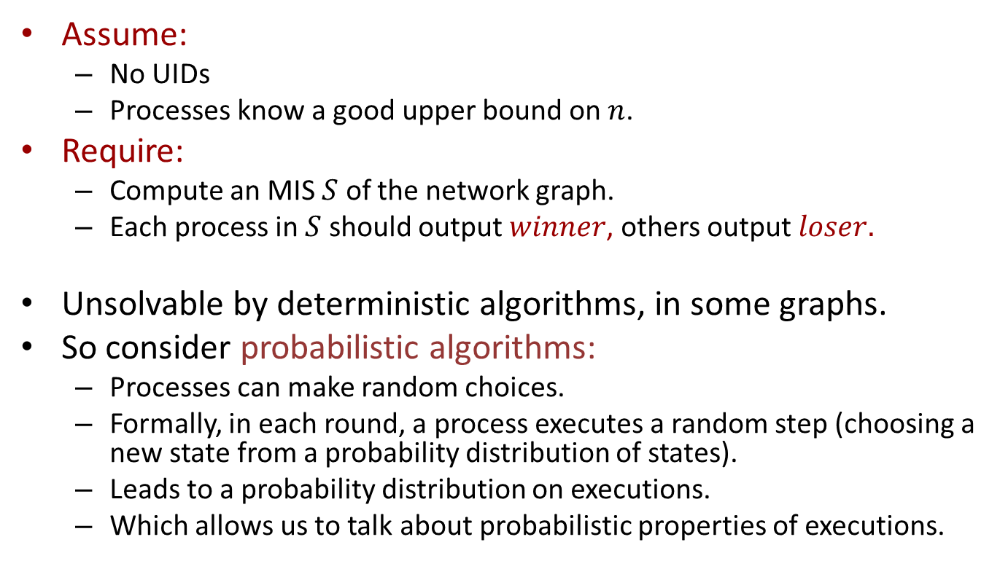 • Assume:
– No UIDs
– Processes know a good upper bound on n.
• Require:
– Compute an MIS S of the network graph.
– Each process in S should output winner, others output loser.
• Unsolvable by deterministic algorithms, in some graphs.
• So consider probabilistic algorithms:
– Processes can make random choices.
– Formally, in each round, a process executes a random step (choosing a
new state from a probability distribution of states).
– Leads to a probability distribution on executions.
– Which allows us to talk about probabilistic properties of executions.